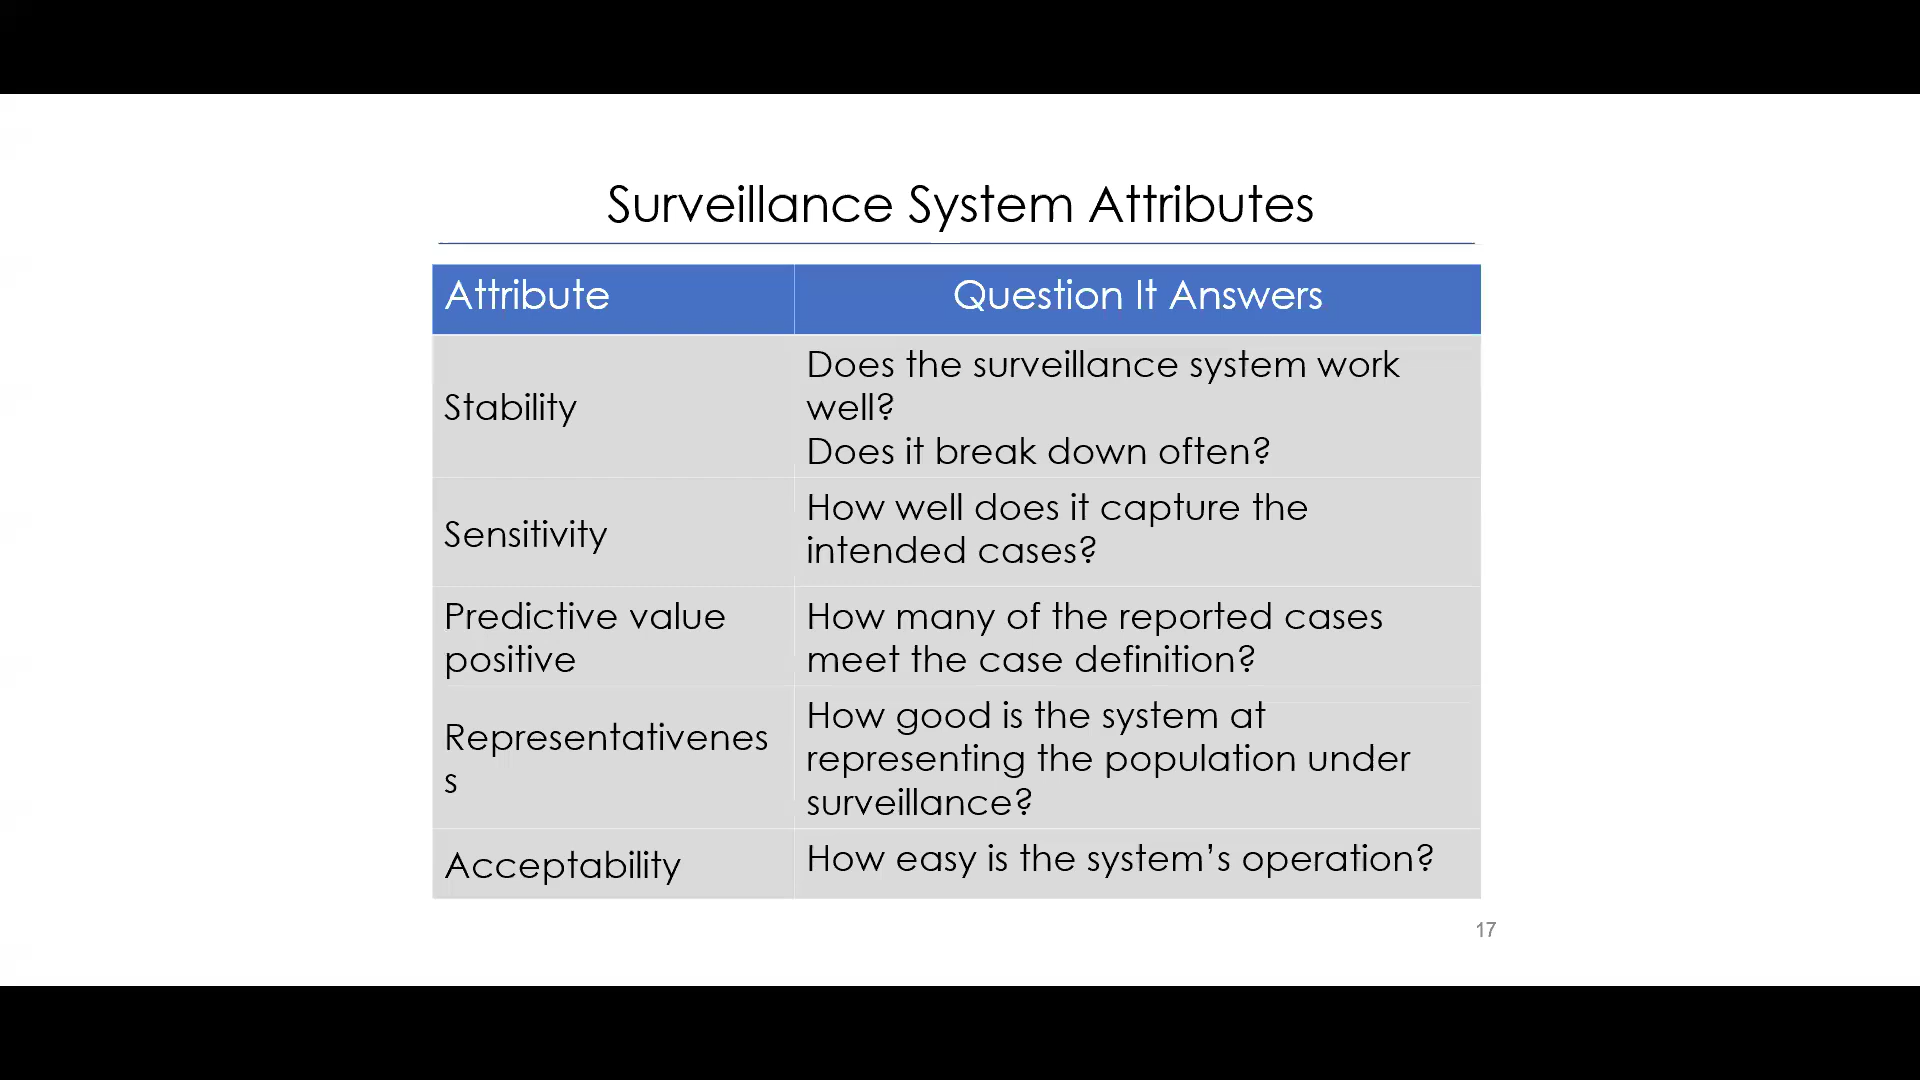 Surveillance System Attributes
Attribute
Question It Answers
Stability
Does the surveillance system work
well?
Does it break down often?
Sensitivity
How well does it capture the
intended cases?
Predictive value
positive
How many of the reported cases
meet the case definition?
Representativenes
s
How good is the system at
representing the population under
surveillance?
Acceptability
How easy is the system’s operation?
17